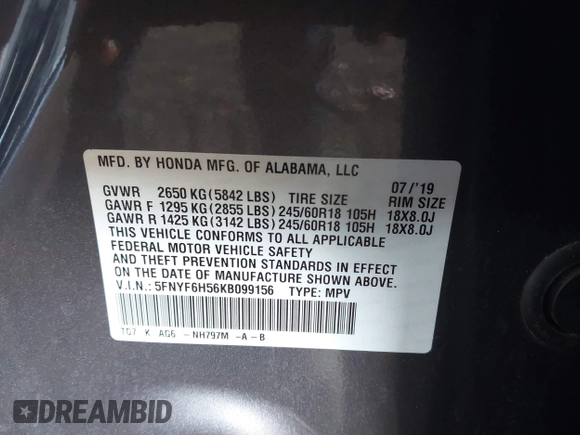 MFD. BY HONDA MFG. OF ALABAMA, LLC
07/'19
GVWR 2650 KG(5842 LBS) TIRE SIZE RIM SIZE
GAWR F 1295 KG(2855 LBS) 245/60R18 105H 18X8.0J
GAWR R 1425 KG(3142 LBS) 245/60R18 105H 18X8.0J
THIS VEHICLE CONFORMS TO ALL APPLICABLE
FEDERAL MOTOR VEHICLE SAFETY
AND THEFT PREVENTION STANDARDS IN EFFECT
ON THE DATE OF MANUFACTURE SHOWN ABOVE.
V.I.N.: 5FNYF6H56KB099156 TYPE: MPV
TG7 K A06 -NH797M -A-B
DREAMBID